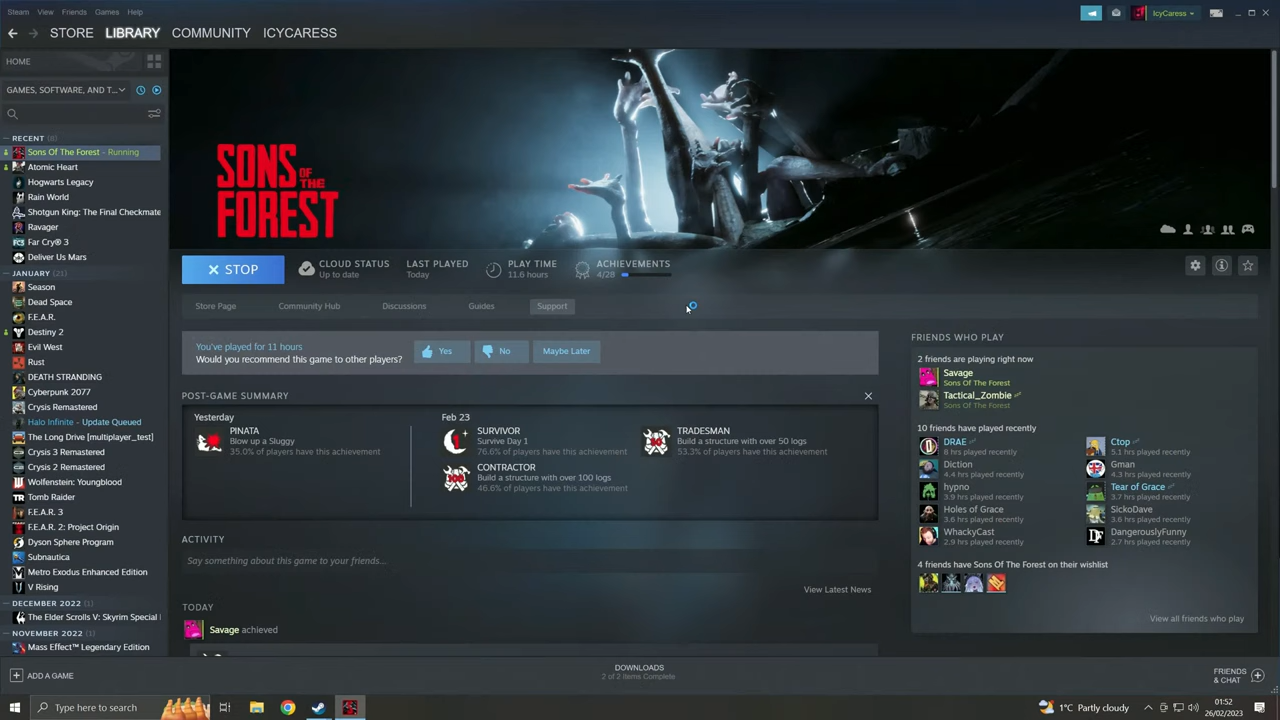 Steam View Friends Games Help
IcyCaress
STORE LIBRARY COMMUNITY ICYCARESS
HOME
GAMES, SOFTWARE, AND T...
RECENT (8)
Sons Of The Forest - Running
Atomic Heart
Hogwarts Legacy
Rain World
Shotgun King: The Final Checkmate
Ravager
Far Cry® 3
Deliver Us Mars
JANUARY (21)
Season
Dead Space
F.E.A.R.
Destiny 2
Evil West
Rust
DEATH STRANDING
Cyberpunk 2077
Crysis Remastered
Halo Infinite - Update Queued
The Long Drive [multiplayer_test]
Crysis 3 Remastered
Crysis 2 Remastered
Wolfenstein: Youngblood
Tomb Raider
F.E.A.R. 3
F.E.A.R. 2: Project Origin
Dyson Sphere Program
Subnautica
Metro Exodus Enhanced Edition
V Rising
DECEMBER 2022 (1)
The Elder Scrolls V: Skyrim Special
NOVEMBER 2022 (1)
Mass Effect™ Legendary Edition
SONS
OF THE
FOREST
STOP
CLOUD STATUS
Up to date
LAST PLAYED
Today
PLAY TIME
11.6 hours
ACHIEVEMENTS
4/28
Store Page Community Hub Discussions Guides Support
You've played for 11 hours
Would you recommend this game to other players?
Yes No Maybe Later
POST-GAME SUMMARY
Yesterday
PINATA
Blow up a Sluggy
35.0% of players have this achievement
Feb 23
SURVIVOR
Survive Day 1
76.6% of players have this achievement
TRADESMAN
Build a structure with over 50 logs
53.3% of players have this achievement
CONTRACTOR
Build a structure with over 100 logs
46.6% of players have this achievement
ACTIVITY
Say something about this game to your friends...
View Latest News
TODAY
Savage achieved
FRIENDS WHO PLAY
2 friends are playing right now
Savage
Sons Of The Forest
Tactical_Zombie
Sons Of The Forest
10 friends have played recently
DRAE
8 hrs played recently
Ctop
5.1 hrs played recently
Diction
4.4 hrs played recently
Gman
4.3 hrs played recently
hypno
3.9 hrs played recently
Tear of Grace
3.7 hrs played recently
Holes of Grace
3.6 hrs played recently
SickoDave
3.6 hrs played recently
WhackyCast
2.9 hrs played recently
DangerouslyFunny
2.7 hrs played recently
4 friends have Sons Of The Forest on their wishlist
View all friends who play
ADD A GAME
DOWNLOADS
2 of 2 Items Complete
FRIENDS
& CHAT
Type here to search
1°C Partly cloudy
01:52
26/02/2023